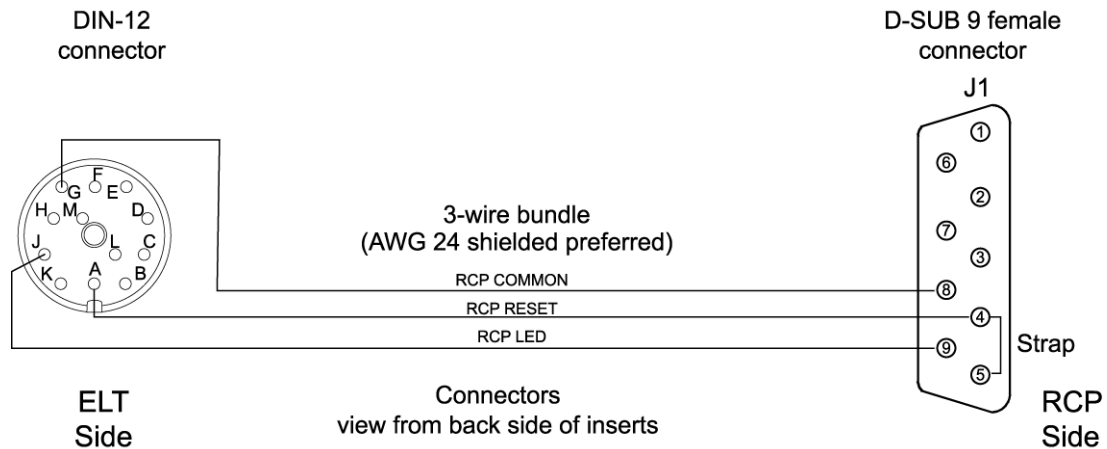 DIN-12
connector
D-SUB 9 female
connector
J1
1
6
2
7
3
8
4
9
5
F
G
E
H
M
D
J
L
C
K
A
B
3-wire bundle
(AWG 24 shielded preferred)
RCP COMMON
RCP RESET
RCP LED
Strap
ELT
Side
Connectors
view from back side of inserts
RCP
Side